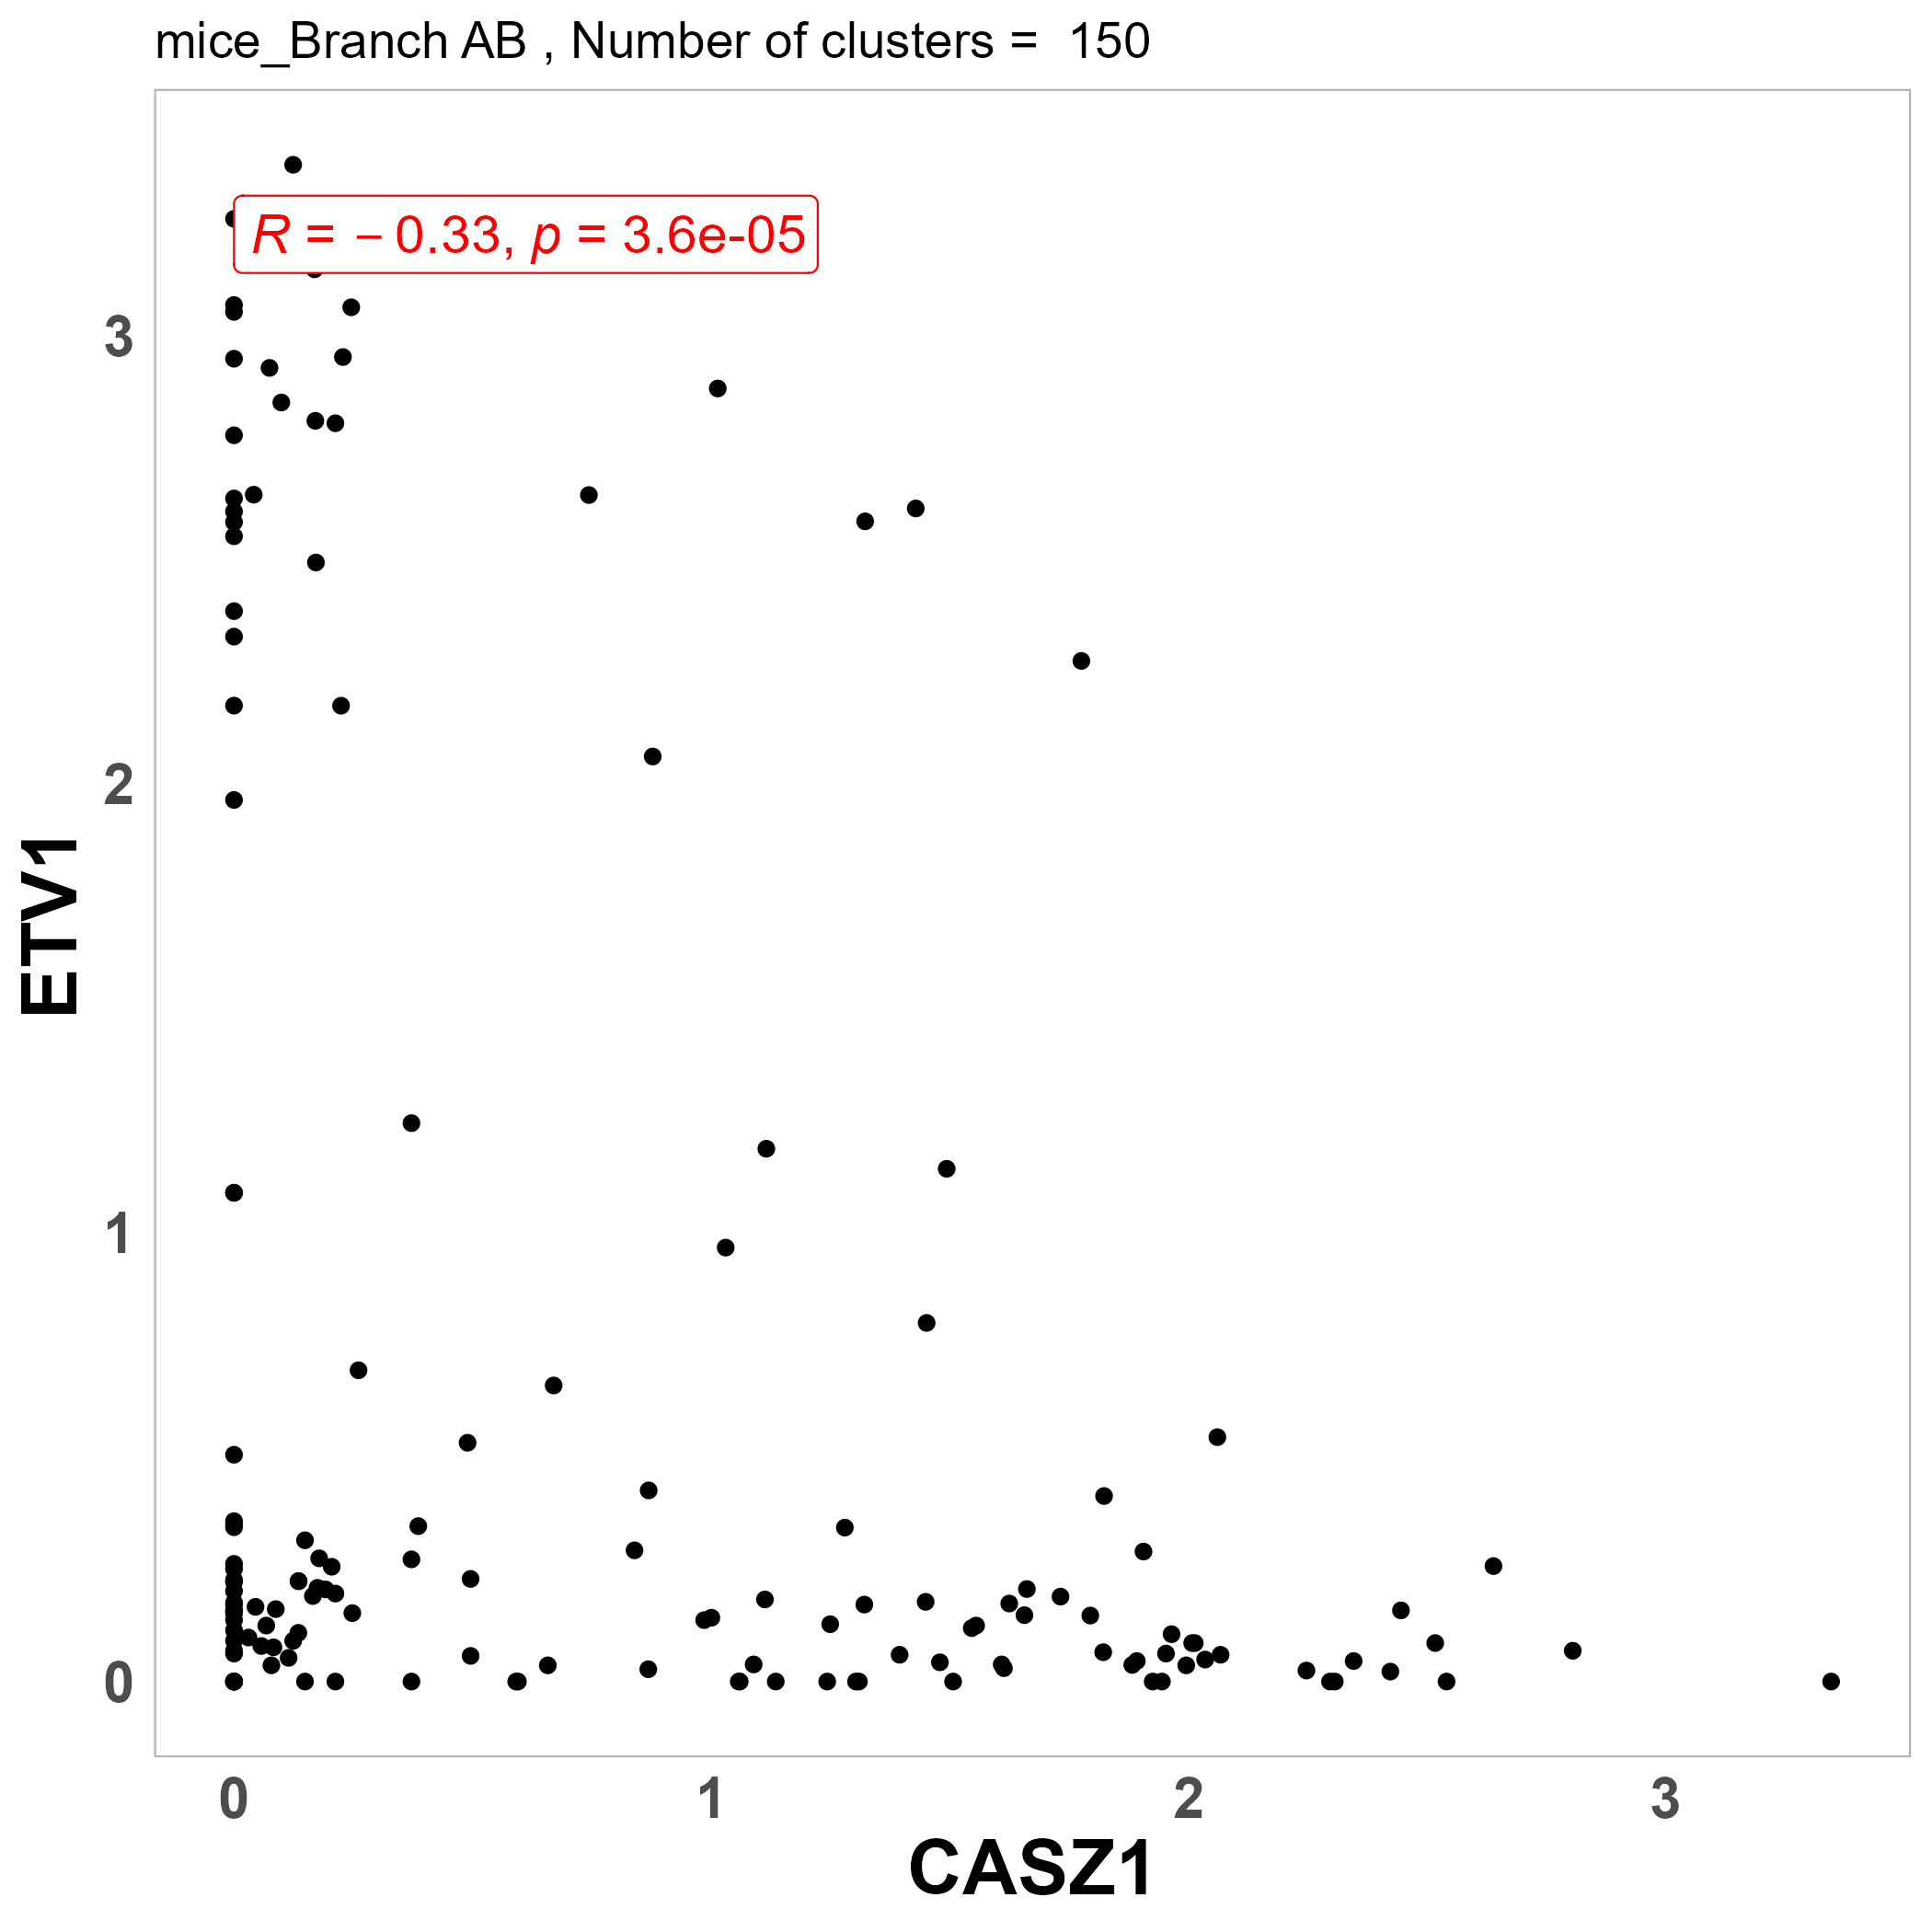 mice_Branch AB , Number of clusters =  150
R = − 0.33, p = 3.6e-05
3
2
1
0
ETV1
0 1 2 3
CASZ1